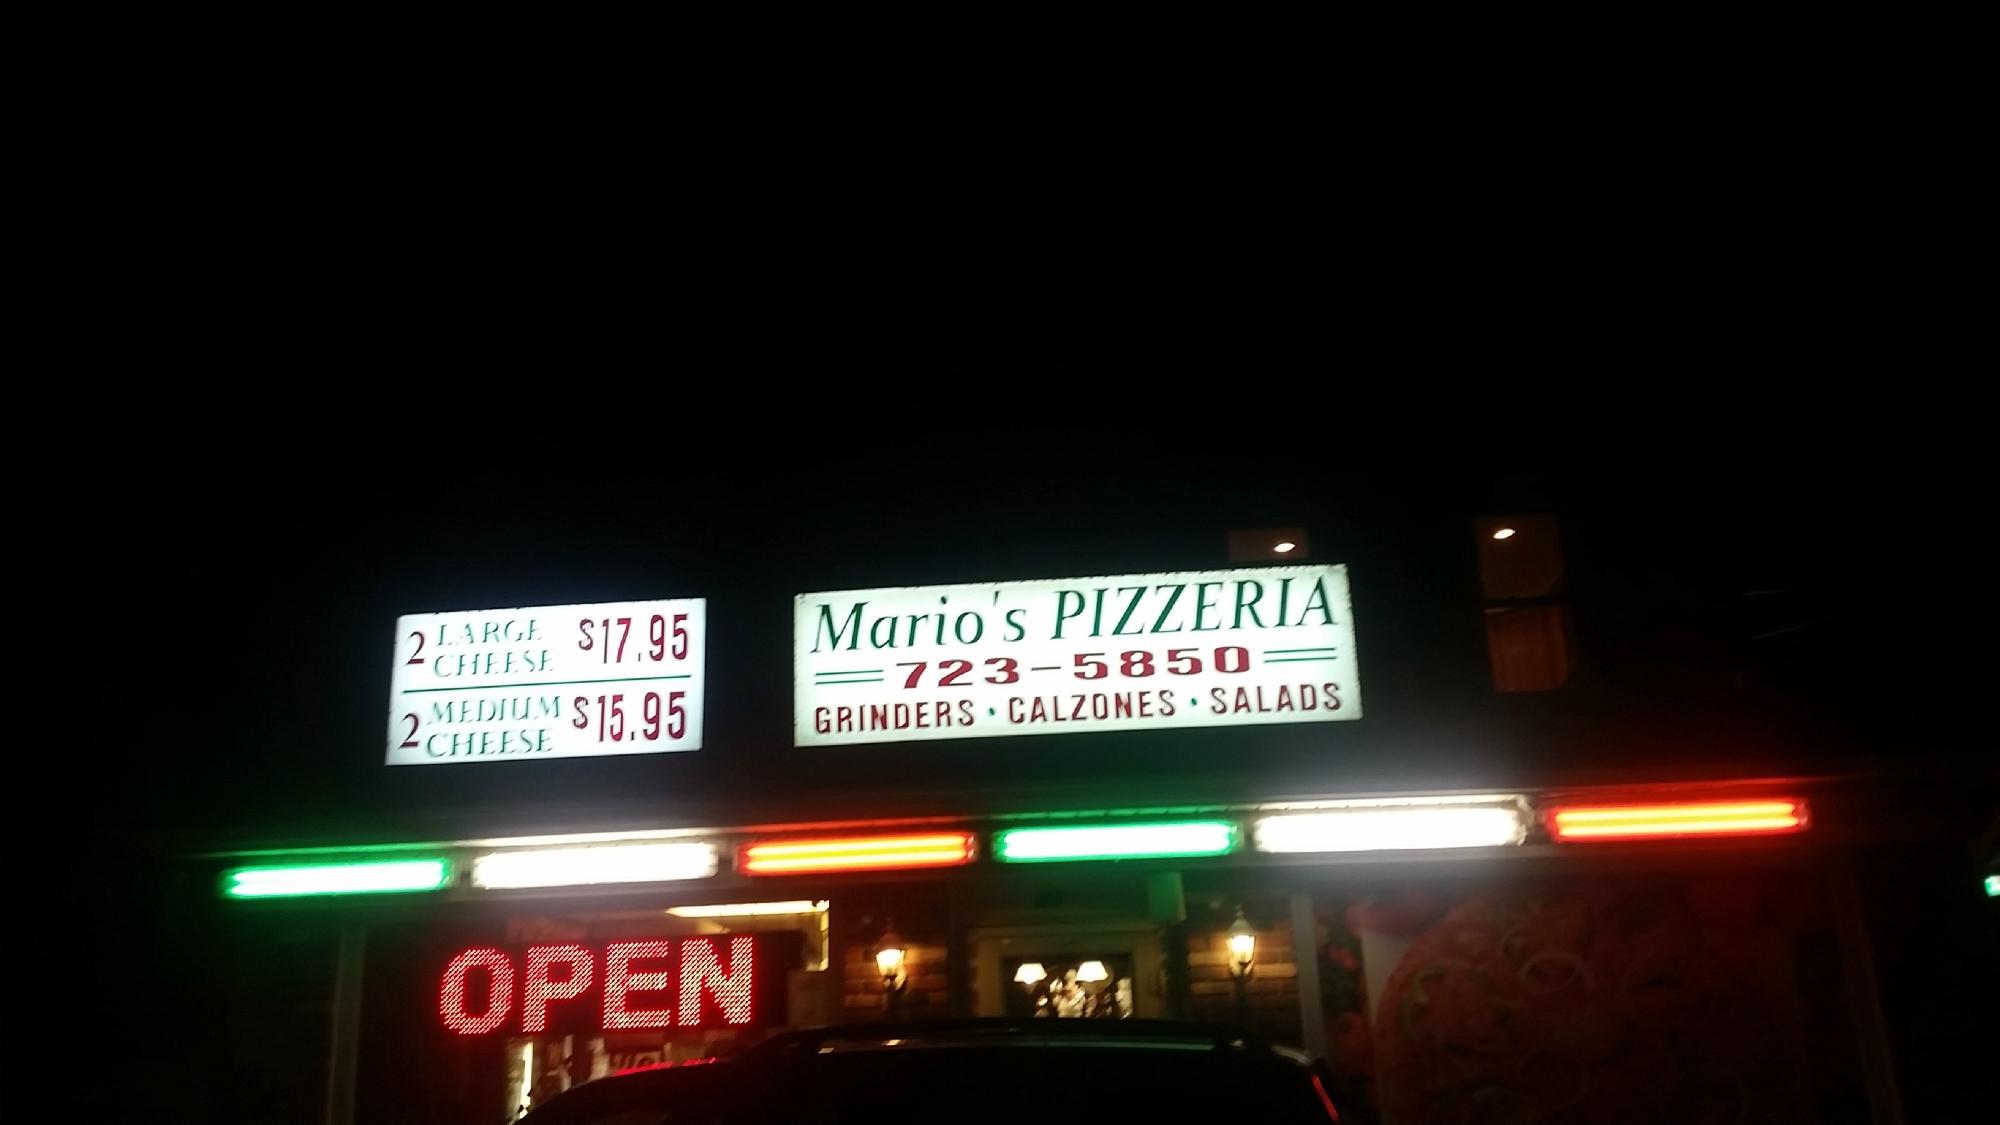 2 LARGE CHEESE $17.95
2 MEDIUM CHEESE $15.95
Mario's PIZZERIA
723-5850
GRINDERS · CALZONES · SALADS
OPEN